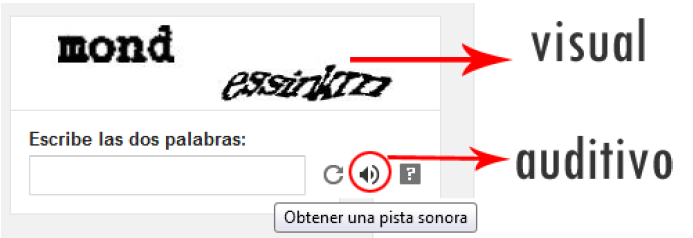 mond
visual
Escribe las dos palabras:
auditivo
?
Obtener una pista sonora